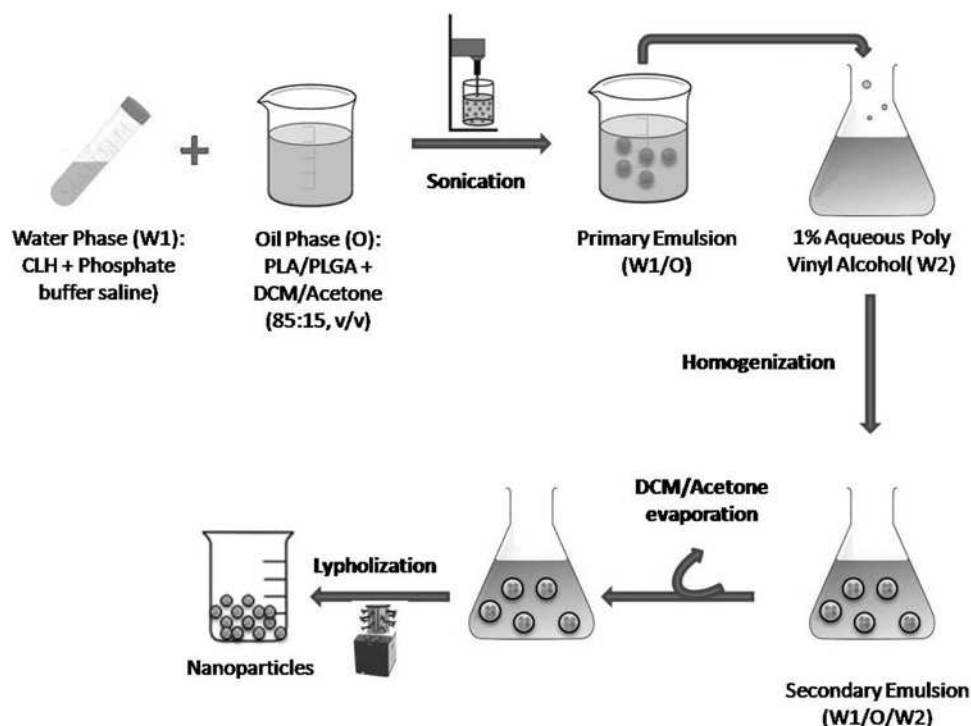 Sonication
Water Phase (W1):
CLH + Phosphate
buffer saline)
Oil Phase (O):
PLA/PLGA +
DCM/Acetone
(85:15, v/v)
Primary Emulsion
(W1/O)
1% Aqueous Poly
Vinyl Alcohol( W2)
Homogenization
DCM/Acetone
evaporation
Lypholization
Nanoparticles
Secondary Emulsion
(W1/O/W2)